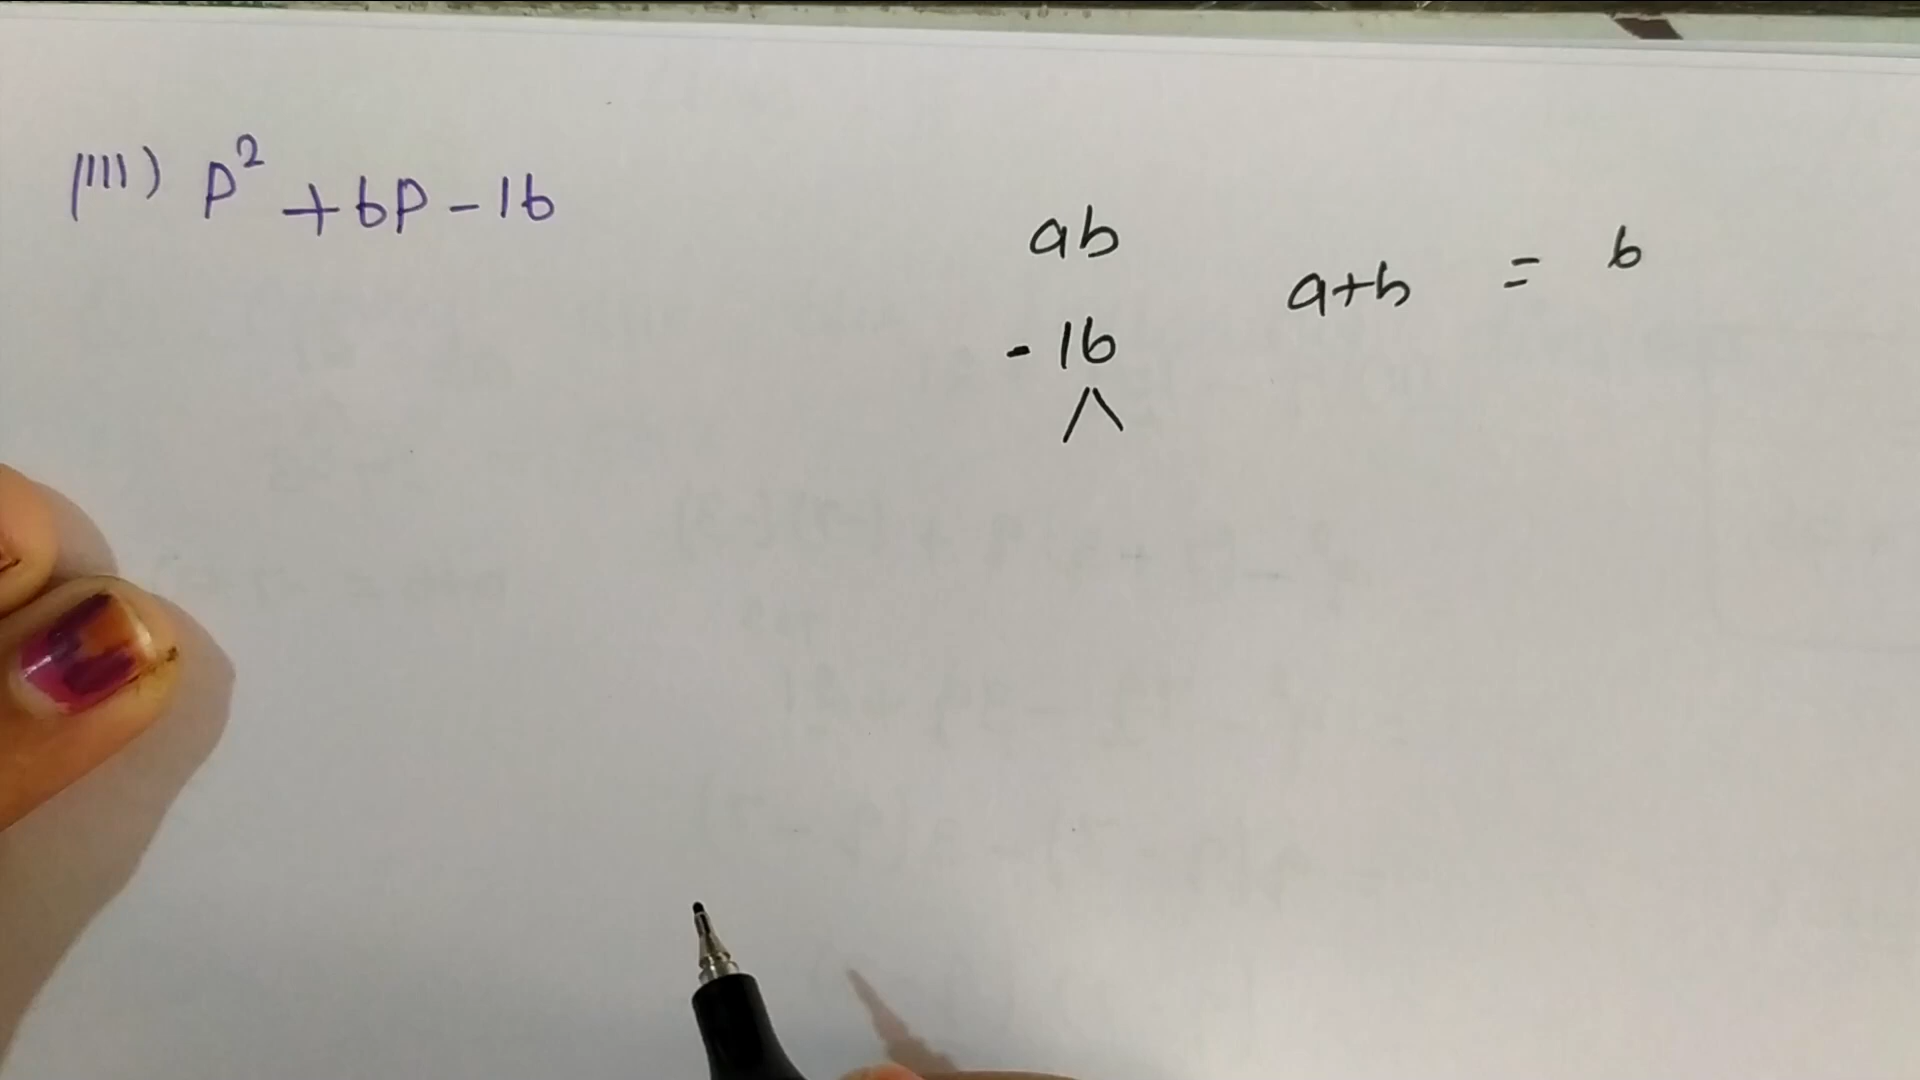 (iii) p² + 6p - 16
ab
a+b = 6
- 16